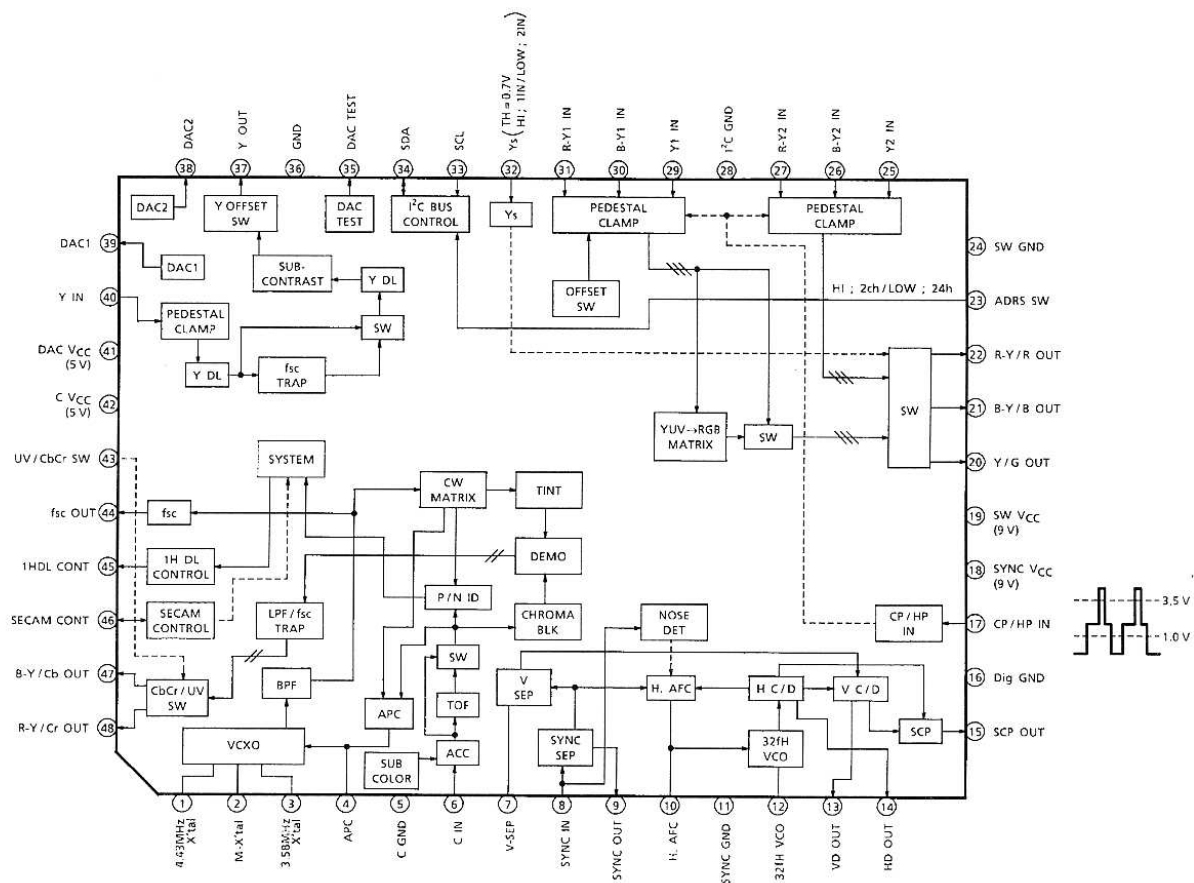 Ys ( TH = 0.7V
HI ; 1IN / LOW ; 2IN )
DAC2
Y OUT
GND
DAC TEST
SDA
SCL
R-Y1 IN
B-Y1 IN
Y1 IN
I²C GND
R-Y2 IN
B-Y2 IN
Y2 IN
38
37
36
35
34
33
32
31
30
29
28
27
26
25
DAC2
Y OFFSET
SW
DAC
TEST
I²C BUS
CONTROL
Ys
PEDESTAL
CLAMP
PEDESTAL
CLAMP
DAC1 39
DAC1
SUB-
CONTRAST
Y DL
OFFSET
SW
24 SW GND
HI ; 2ch / LOW ; 24h
23 ADRS SW
Y IN 40
PEDESTAL
CLAMP
SW
DAC VCC
(5 V)
41
Y DL
fsc
TRAP
22 R-Y / R OUT
C VCC
(5 V)
42
SW
21 B-Y / B OUT
YUV→RGB
MATRIX
SW
20 Y / G OUT
UV / CbCr SW 43
SYSTEM
CW
MATRIX
TINT
fsc OUT 44
fsc
19 SW VCC
(9 V)
1HDL CONT 45
1H DL
CONTROL
DEMO
18 SYNC VCC
(9 V)
P / N ID
SECAM CONT 46
SECAM
CONTROL
LPF / fsc
TRAP
CHROMA
BLK
NOSE
DET
CP / HP
IN
17 CP / HP IN
3.5 V
1.0 V
SW
B-Y / Cb OUT 47
CbCr / UV
SW
BPF
V
SEP
H. AFC
H C / D
V C / D
16 Dig GND
R-Y / Cr OUT 48
APC
TOF
SCP
15 SCP OUT
VCXO
SUB
COLOR
ACC
SYNC
SEP
32fH
VCO
1
2
3
4
5
6
7
8
9
10
11
12
13
14
4.43MHz
X'tal
M-X'tal
3.58MHz
X'tal
APC
C GND
C IN
V-SEP
SYNC IN
SYNC OUT
H. AFC
SYNC GND
32fH VCO
VD OUT
HD OUT